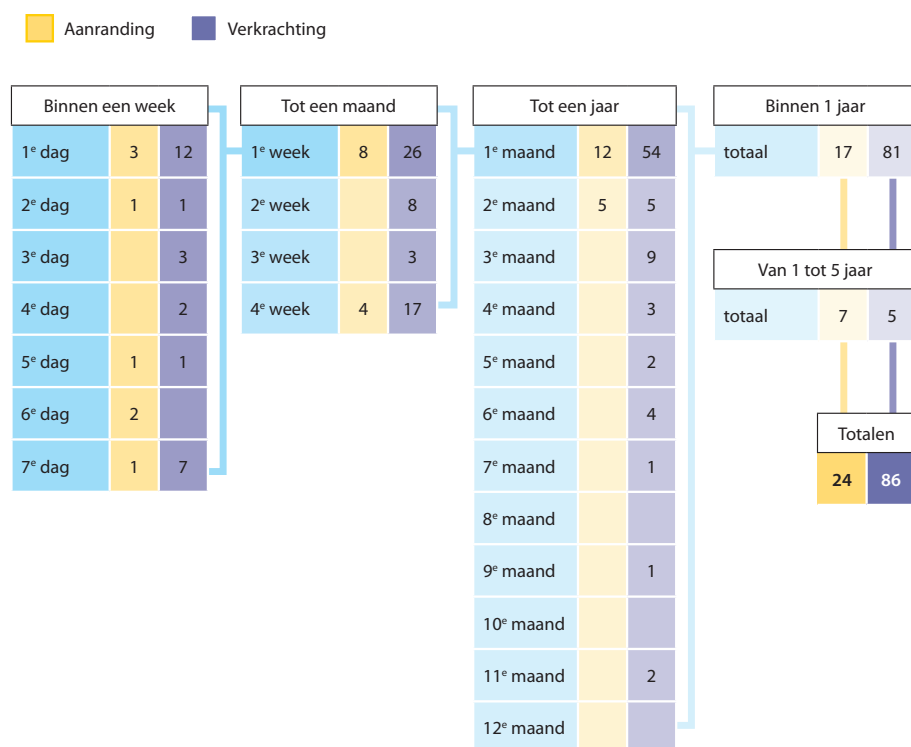 Aanranding Verkrachting
Binnen een week
1e dag 3 12
2e dag 1 1
3e dag 3
4e dag 2
5e dag 1 1
6e dag 2
7e dag 1 7
Tot een maand
1e week 8 26
2e week 8
3e week 3
4e week 4 17
Tot een jaar
1e maand 12 54
2e maand 5 5
3e maand 9
4e maand 3
5e maand 2
6e maand 4
7e maand 1
8e maand
9e maand 1
10e maand
11e maand 2
12e maand
Binnen 1 jaar
totaal 17 81
Van 1 tot 5 jaar
totaal 7 5
Totalen
24 86